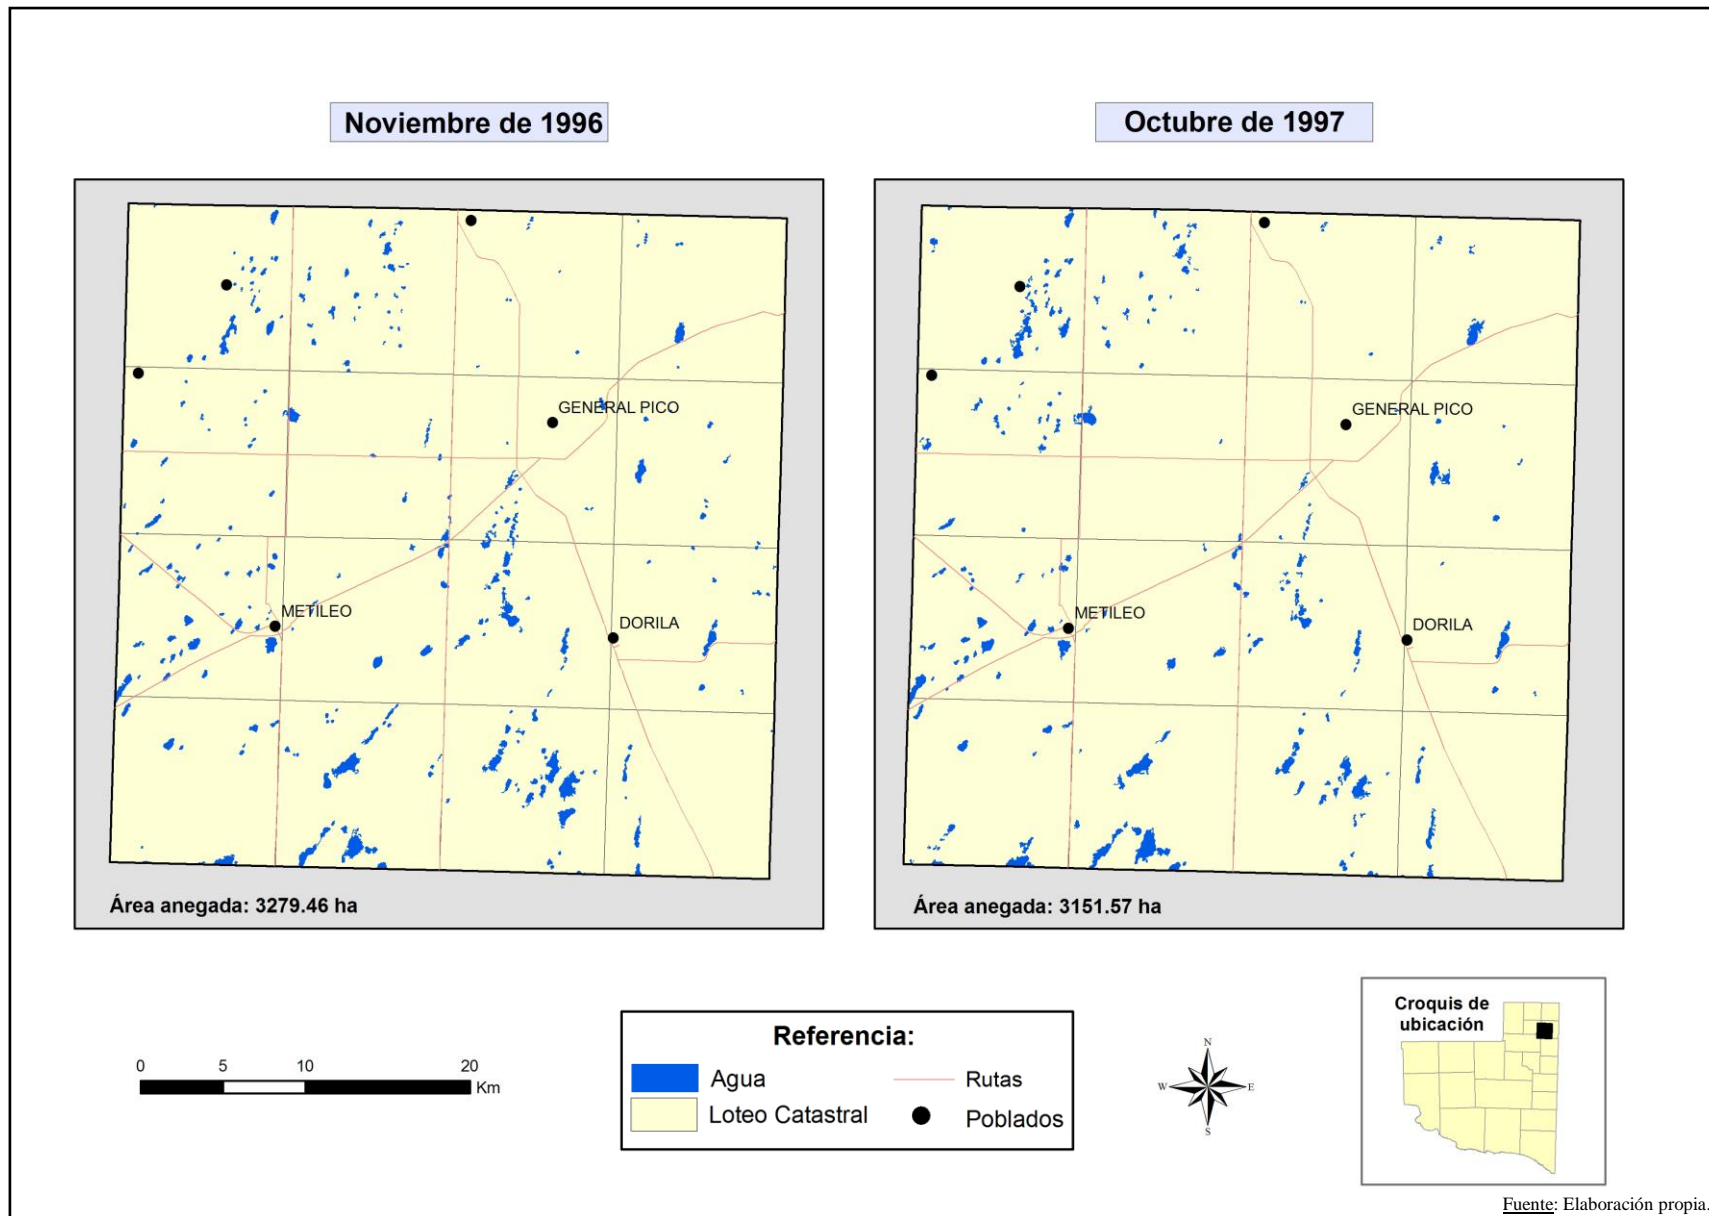 Noviembre de 1996
Octubre de 1997
GENERAL PICO
METILEO
DORILA
Área anegada: 3279.46 ha
GENERAL PICO
METILEO
DORILA
Área anegada: 3151.57 ha
0 5 10 20
Km
Referencia:
Agua
Rutas
Loteo Catastral
Poblados
N
W
E
S
Croquis de
ubicación
Fuente: Elaboración propia.